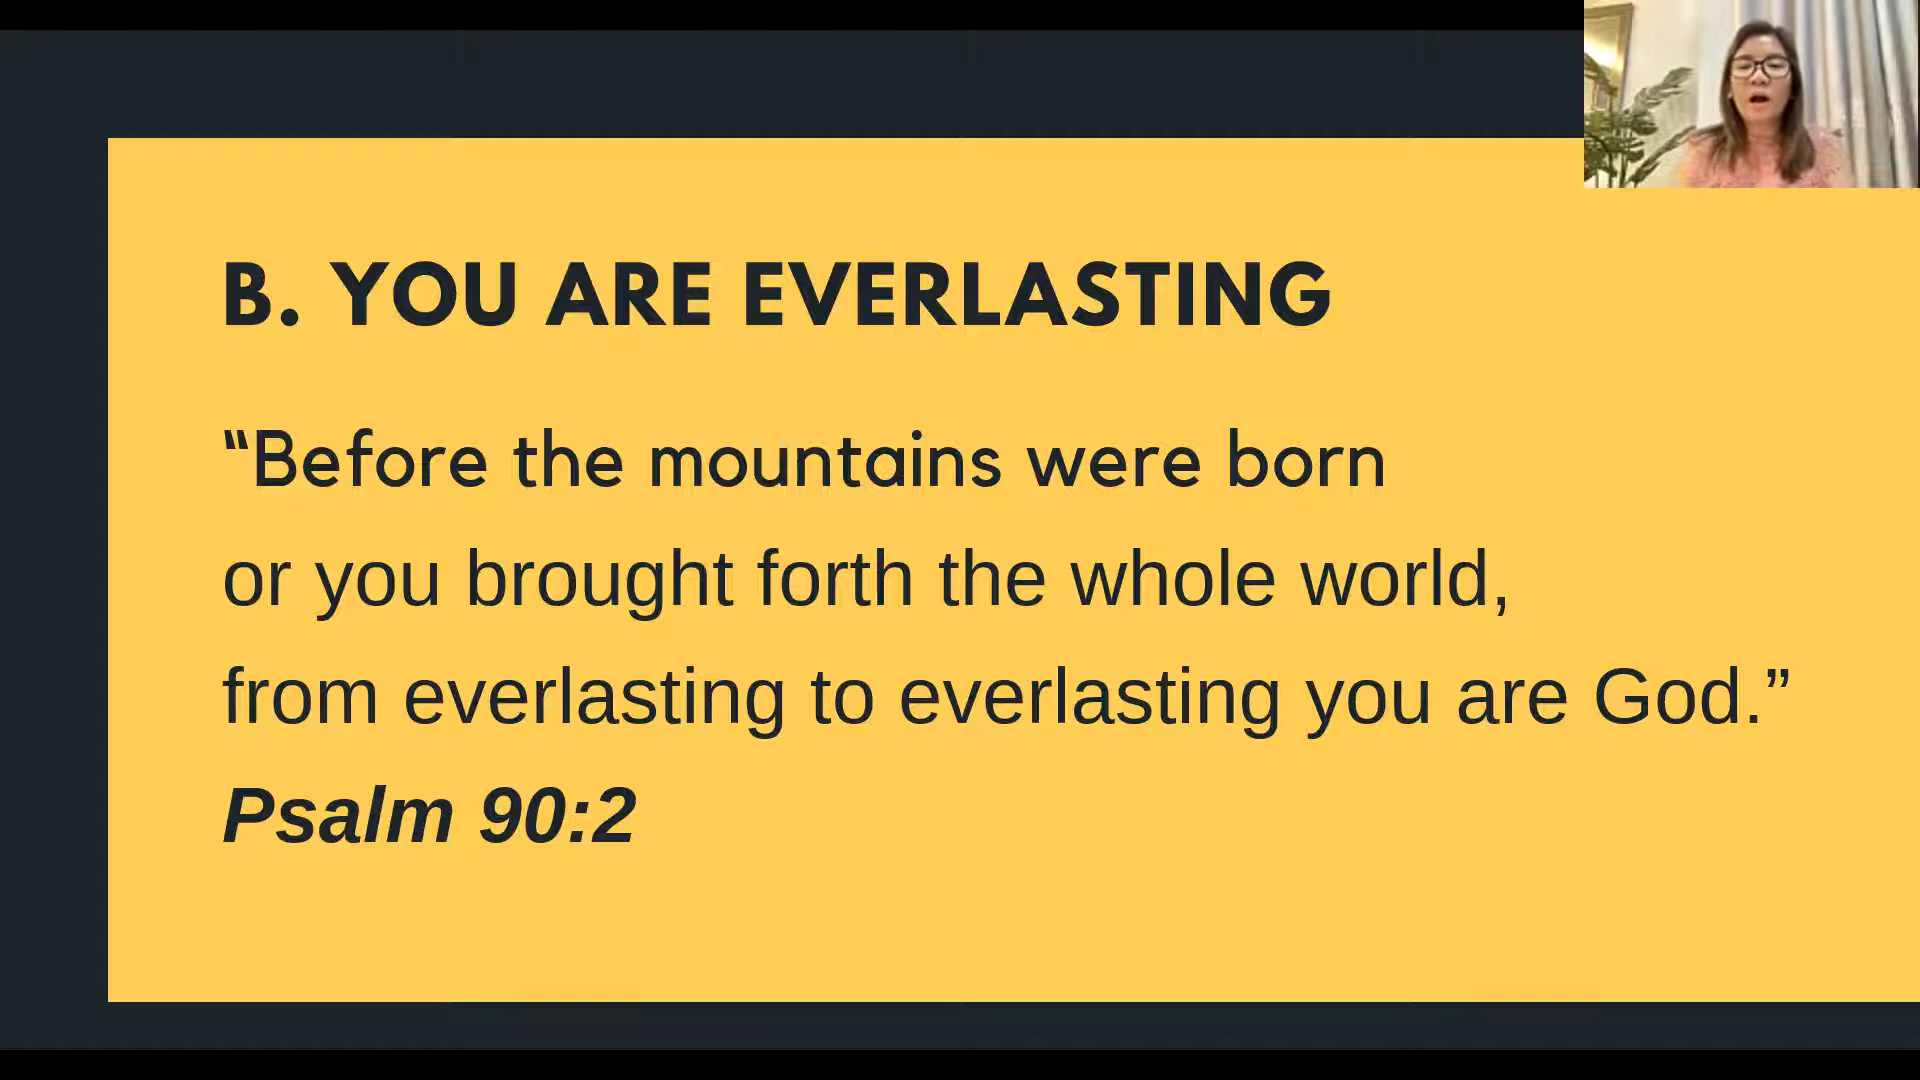 B. YOU ARE EVERLASTING
“Before the mountains were born
or you brought forth the whole world,
from everlasting to everlasting you are God.”
Psalm 90:2